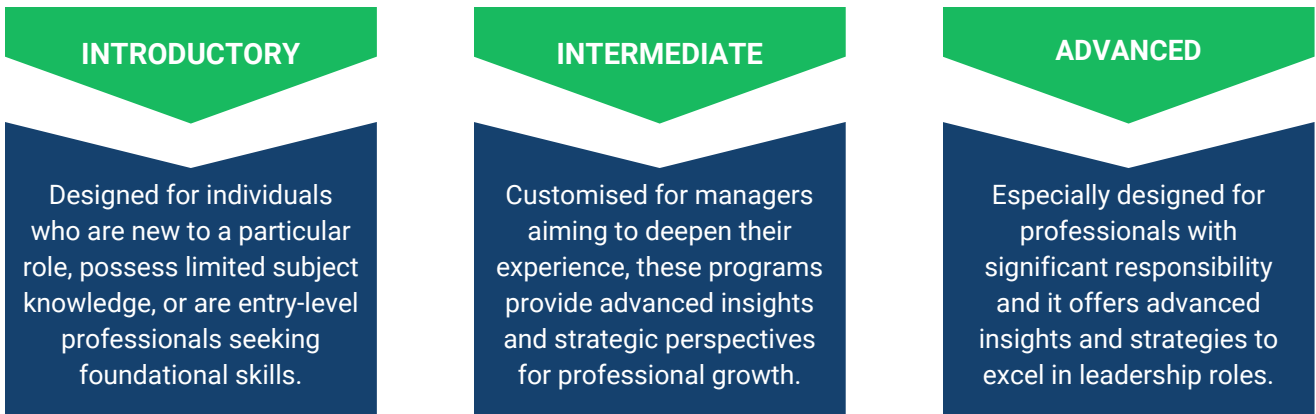 INTRODUCTORY
Designed for individuals
who are new to a particular
role, possess limited subject
knowledge, or are entry-level
professionals seeking
foundational skills.
INTERMEDIATE
Customised for managers
aiming to deepen their
experience, these programs
provide advanced insights
and strategic perspectives
for professional growth.
ADVANCED
Especially designed for
professionals with
significant responsibility
and it offers advanced
insights and strategies to
excel in leadership roles.